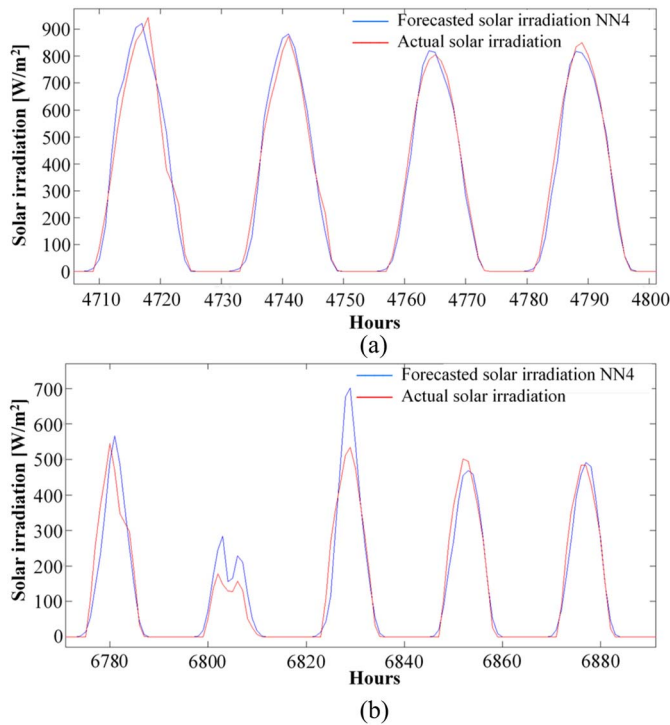 Forecasted solar irradiation NN4
Actual solar irradiation
900
800
700
600
500
400
300
200
100
0
Solar irradiation [W/m²]
4710 4720 4730 4740 4750 4760 4770 4780 4790 4800
Hours
(a)
Forecasted solar irradiation NN4
Actual solar irradiation
700
600
500
400
300
200
100
0
Solar irradiation [W/m²]
6780 6800 6820 6840 6860 6880
Hours
(b)